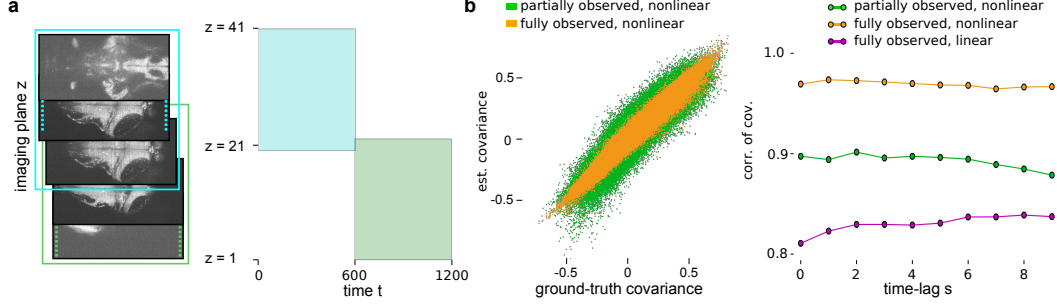 a
imaging plane z
z = 41
z = 21
z = 1
0
600
1200
time t
b
partially observed, nonlinear
fully observed, nonlinear
est. covariance
0.5
0
-0.5
-0.5
0
0.5
ground-truth covariance
partially observed, nonlinear
fully observed, nonlinear
fully observed, linear
corr. of cov.
1.0
0.9
0.8
0
2
4
6
8
time-lag s